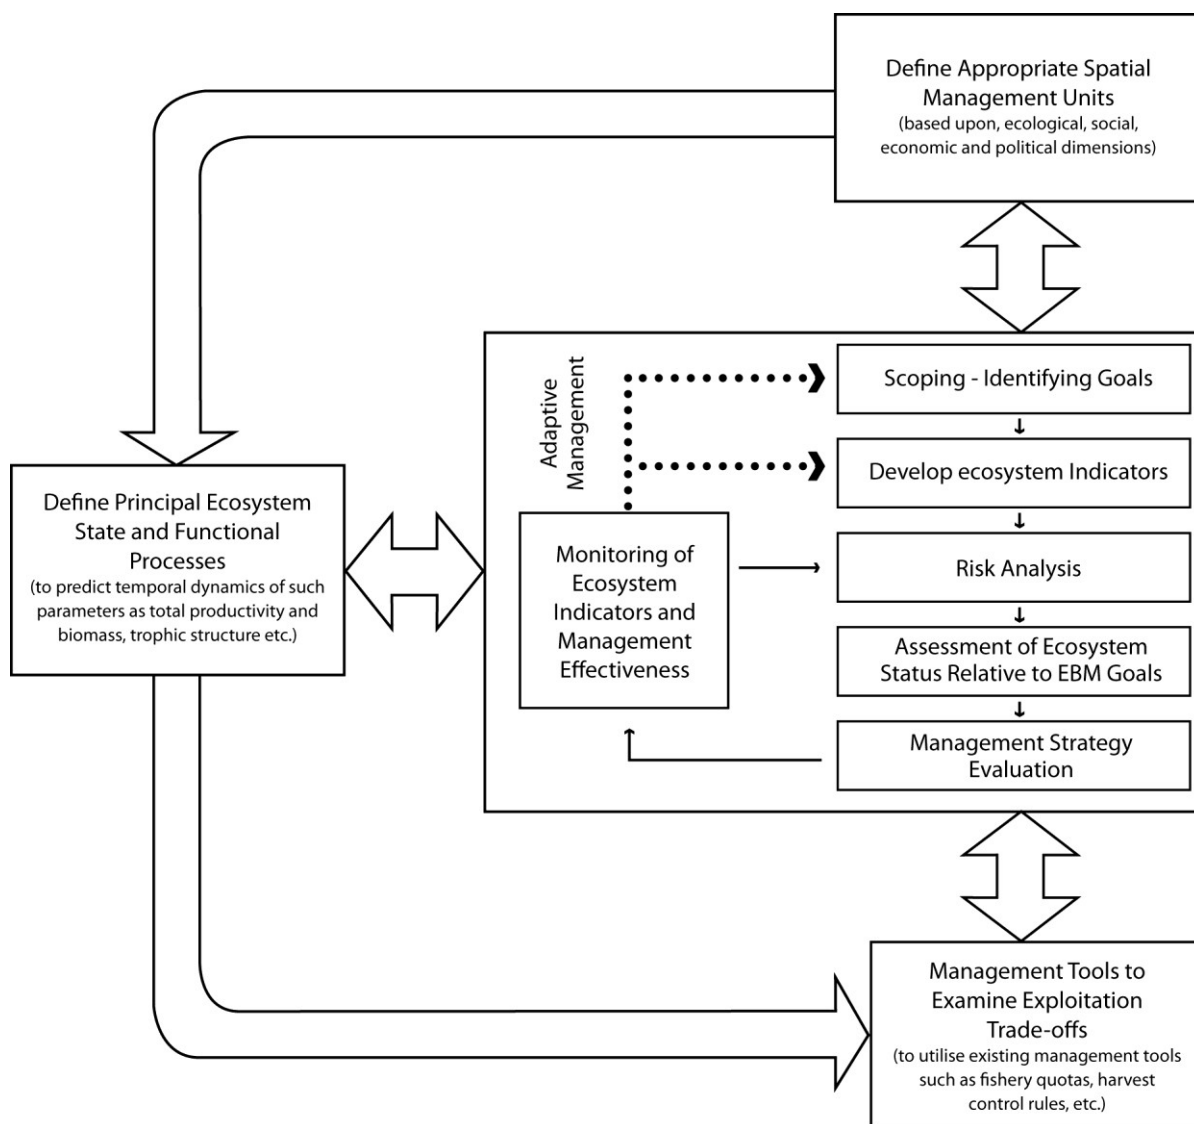 Define Appropriate Spatial
Management Units
(based upon, ecological, social,
economic and political dimensions)
Adaptive
Management
Scoping - Identifying Goals
Develop ecosystem Indicators
Risk Analysis
Assessment of Ecosystem
Status Relative to EBM Goals
Management Strategy
Evaluation
Monitoring of
Ecosystem
Indicators and
Management
Effectiveness
Define Principal Ecosystem
State and Functional
Processes
(to predict temporal dynamics of such
parameters as total productivity and
biomass, trophic structure etc.)
Management Tools to
Examine Exploitation
Trade-offs
(to utilise existing management tools
such as fishery quotas, harvest
control rules, etc.)